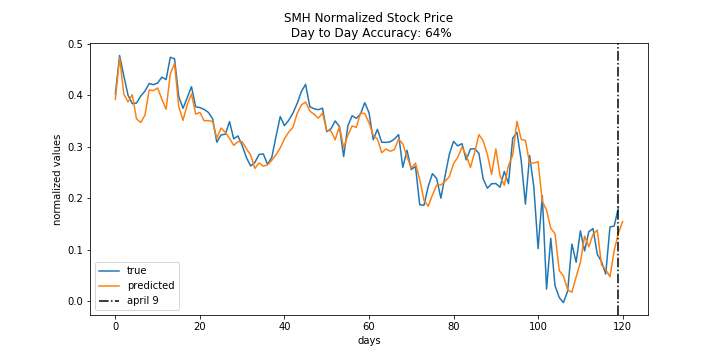 SMH Normalized Stock Price
Day to Day Accuracy: 64%
normalized values
0.5
0.4
0.3
0.2
0.1
0.0
true
predicted
april 9
0 20 40 60 80 100 120
days